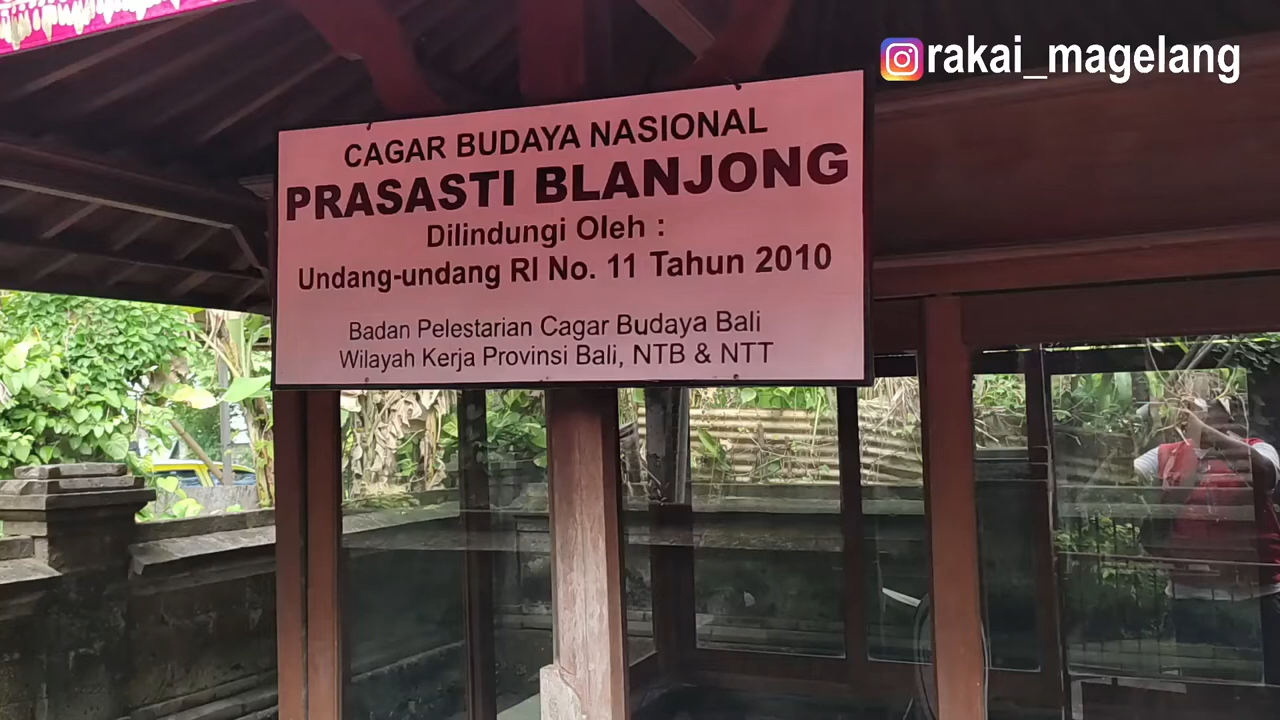 rakai_magelang
CAGAR BUDAYA NASIONAL
PRASASTI BLANJONG
Dilindungi Oleh :
Undang-undang RI No. 11 Tahun 2010
Badan Pelestarian Cagar Budaya Bali
Wilayah Kerja Provinsi Bali, NTB & NTT